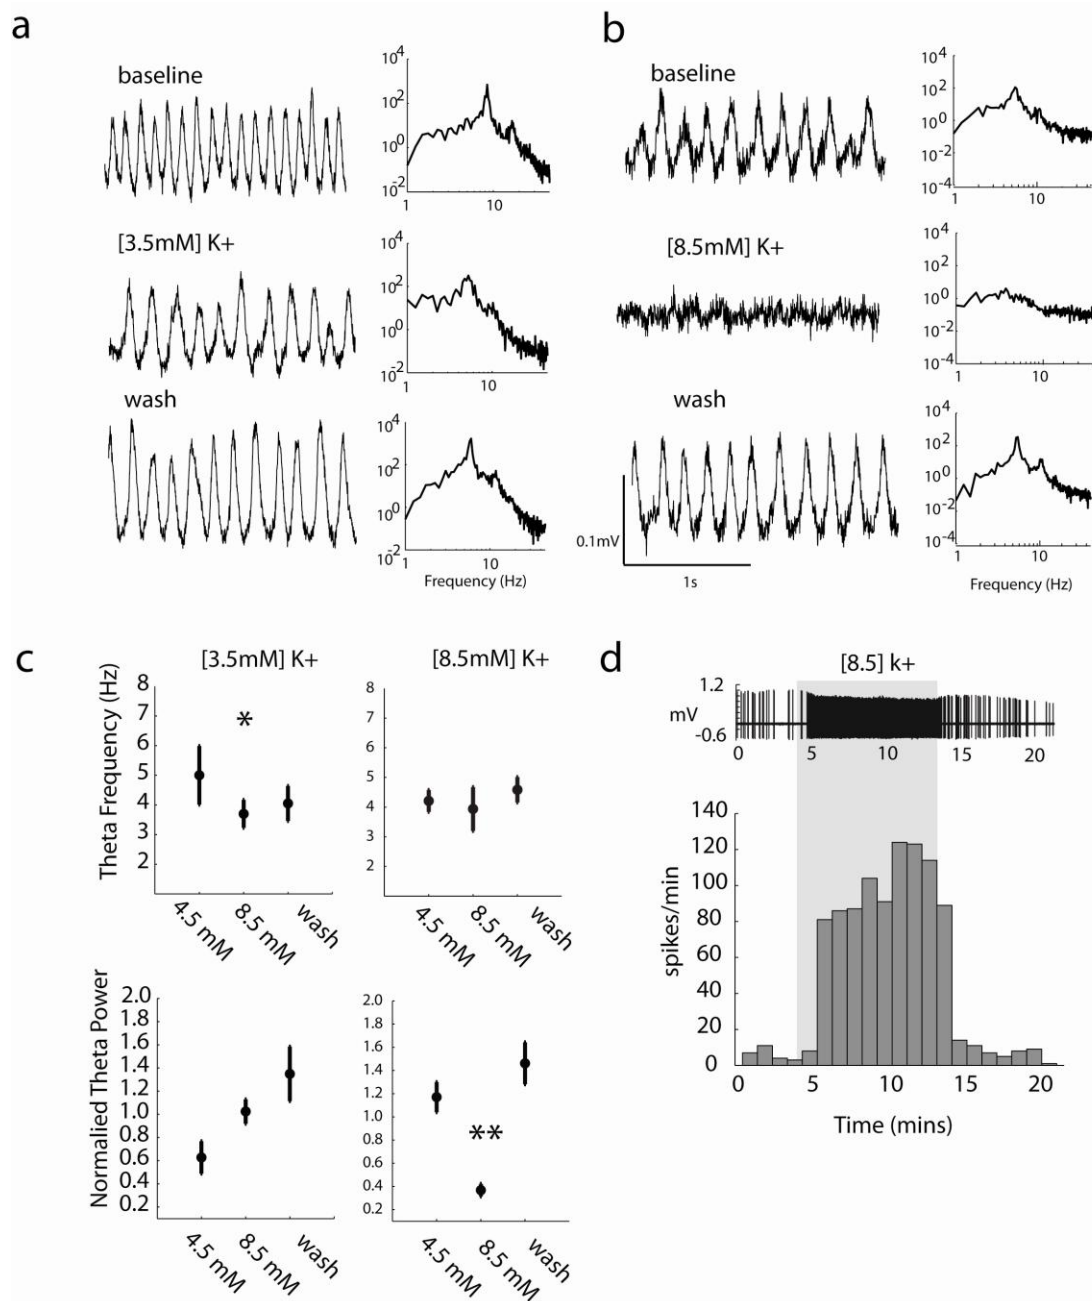 a
baseline
10^4
10^2
10^0
10^2
1
10
[3.5mM] K+
10^4
10^2
10^0
10^2
1
10
wash
10^4
10^2
10^0
10^2
1
10
Frequency (Hz)
b
baseline
10^4
10^2
10^0
10^-2
10^-4
1
10
[8.5mM] K+
10^4
10^2
10^0
10^-2
10^-4
1
10
wash
0.1mV
1s
10^4
10^2
10^0
10^-2
10^-4
1
10
Frequency (Hz)
c
[3.5mM] K+
Theta Frequency (Hz)
8
7
6
5
4
3
2
*
4.5 mM
8.5 mM
wash
[8.5mM] K+
8
7
6
5
4
3
2
4.5 mM
8.5 mM
wash
Normalied Theta Power
2.0
1.8
1.6
1.4
1.2
1.0
0.8
0.6
0.4
0.2
4.5 mM
8.5 mM
wash
2.0
1.8
1.6
1.4
1.2
1.0
0.8
0.6
0.4
0.2
**
4.5 mM
8.5 mM
wash
d
[8.5] k+
1.2
mV
-0.6
0 5 10 15 20
spikes/min
140
120
100
80
60
40
20
0
0 5 10 15 20
Time (mins)